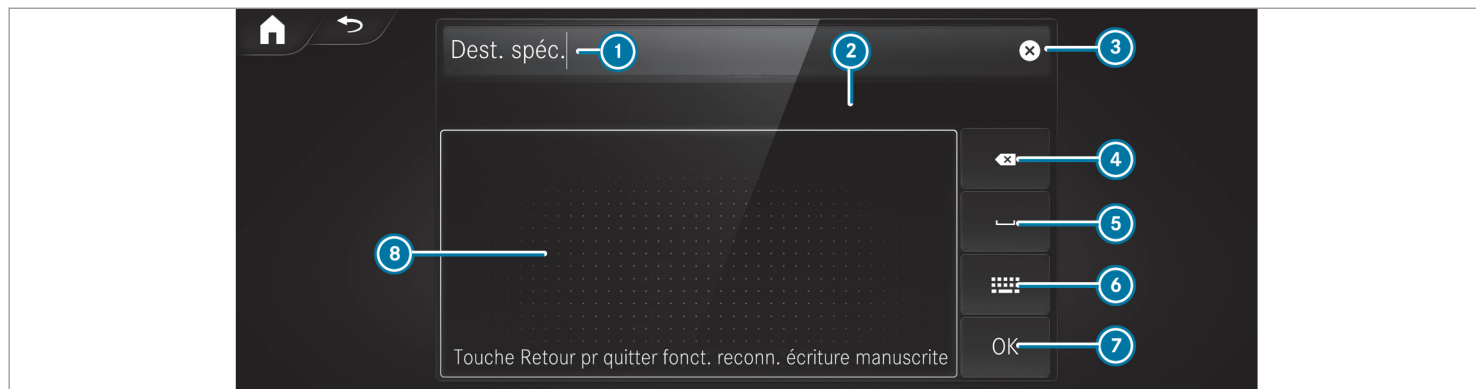 Dest. spéc. 1
2
3
4
5
8
6
Touche Retour pr quitter fonct. reconn. écriture manuscrite
OK 7